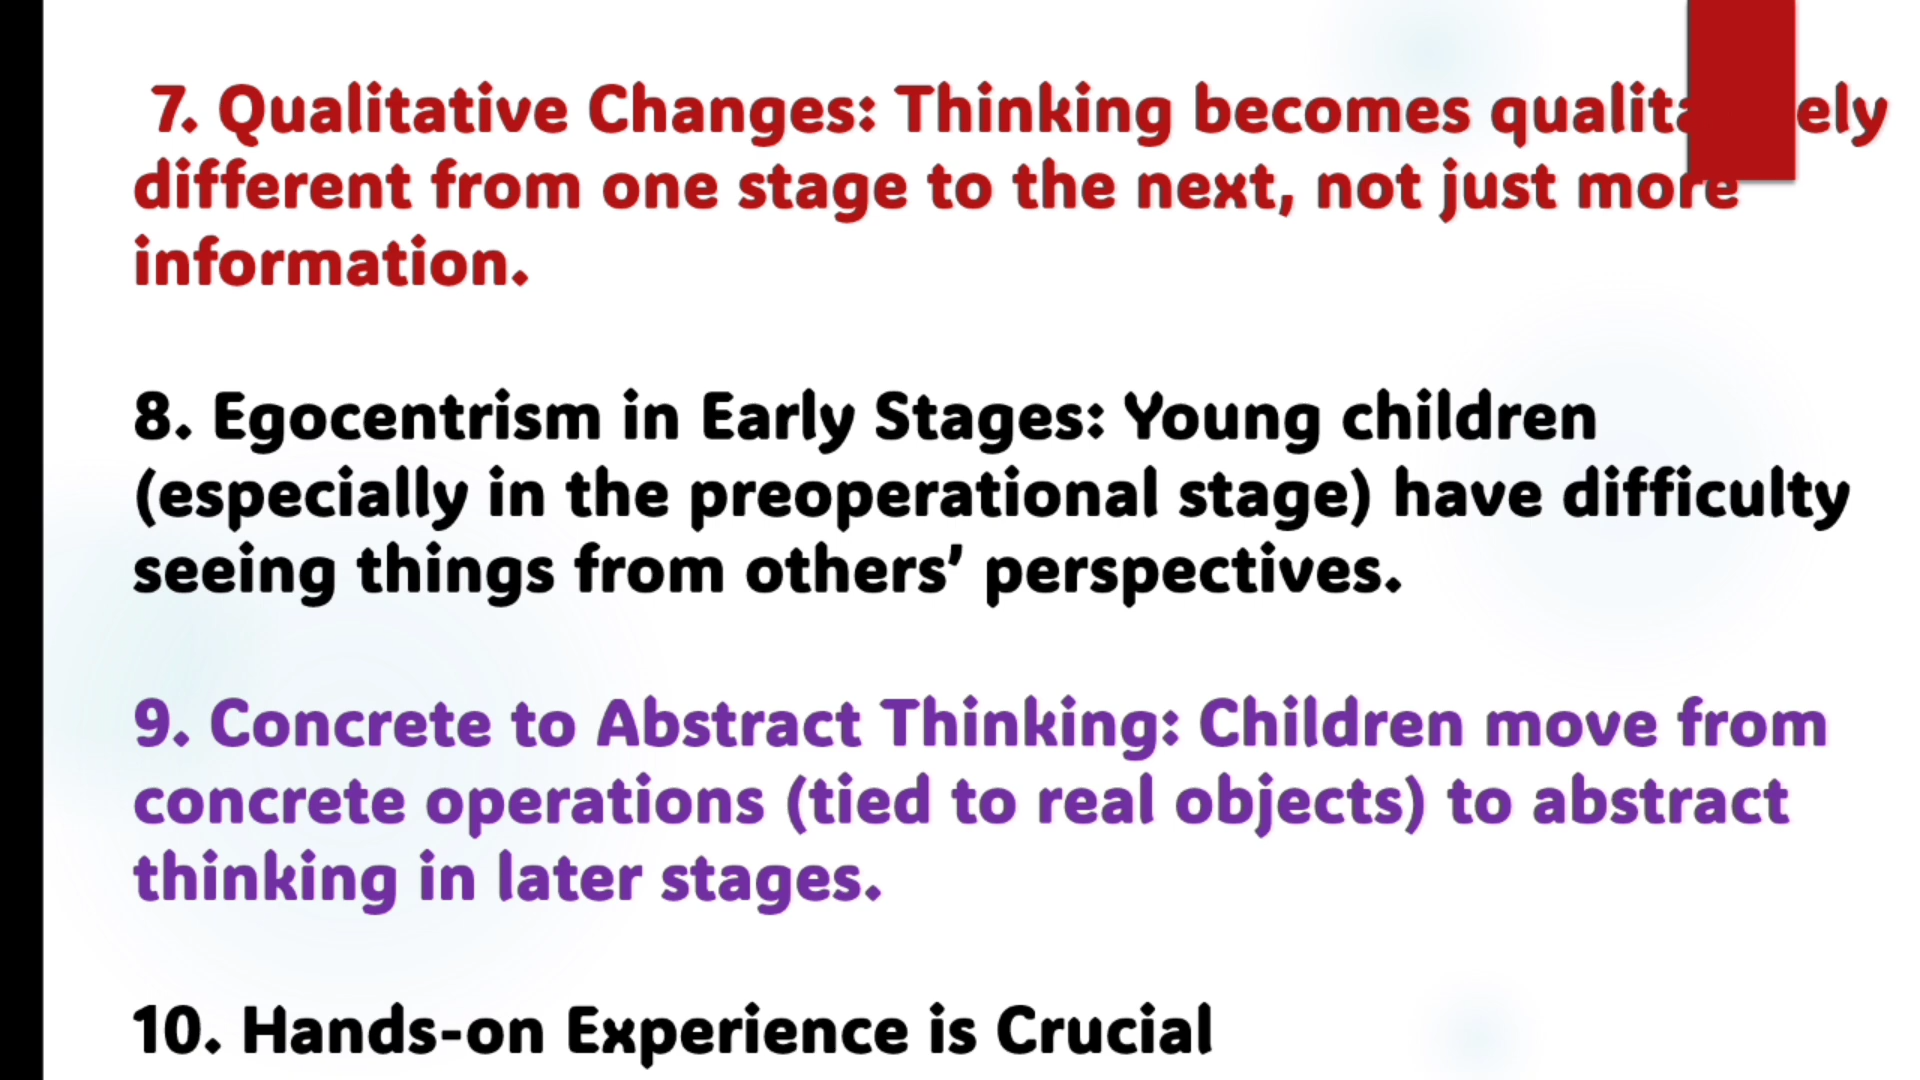 7. Qualitative Changes: Thinking becomes
different from one stage to the next, not just more
information.
8. Egocentrism in Early Stages: Young children
(especially in the preoperational stage) have difficulty
seeing things from others’ perspectives.
9. Concrete to Abstract Thinking: Children move from
concrete operations (tied to real objects) to abstract
thinking in later stages.
10. Hands-on Experience is Crucial